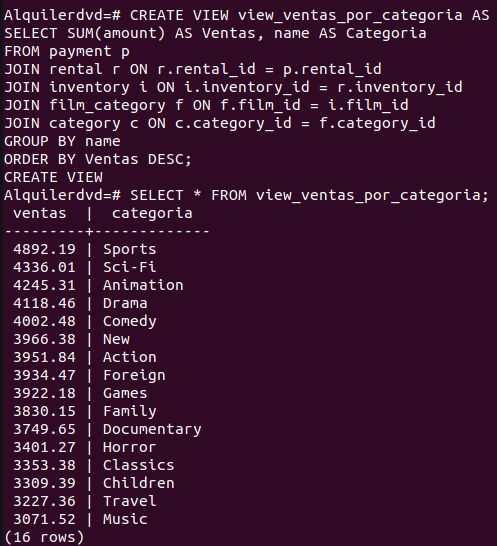 Alquilerdvd=# CREATE VIEW view_ventas_por_categoria AS
SELECT SUM(amount) AS Ventas, name AS Categoria
FROM payment p
JOIN rental r ON r.rental_id = p.rental_id
JOIN inventory i ON i.inventory_id = r.inventory_id
JOIN film_category f ON f.film_id = i.film_id
JOIN category c ON c.category_id = f.category_id
GROUP BY name
ORDER BY Ventas DESC;
CREATE VIEW
Alquilerdvd=# SELECT * FROM view_ventas_por_categoria;
 ventas  |  categoria
---------+-------------
 4892.19 | Sports
 4336.01 | Sci-Fi
 4245.31 | Animation
 4118.46 | Drama
 4002.48 | Comedy
 3966.38 | New
 3951.84 | Action
 3934.47 | Foreign
 3922.18 | Games
 3830.15 | Family
 3749.65 | Documentary
 3401.27 | Horror
 3353.38 | Classics
 3309.39 | Children
 3227.36 | Travel
 3071.52 | Music
(16 rows)